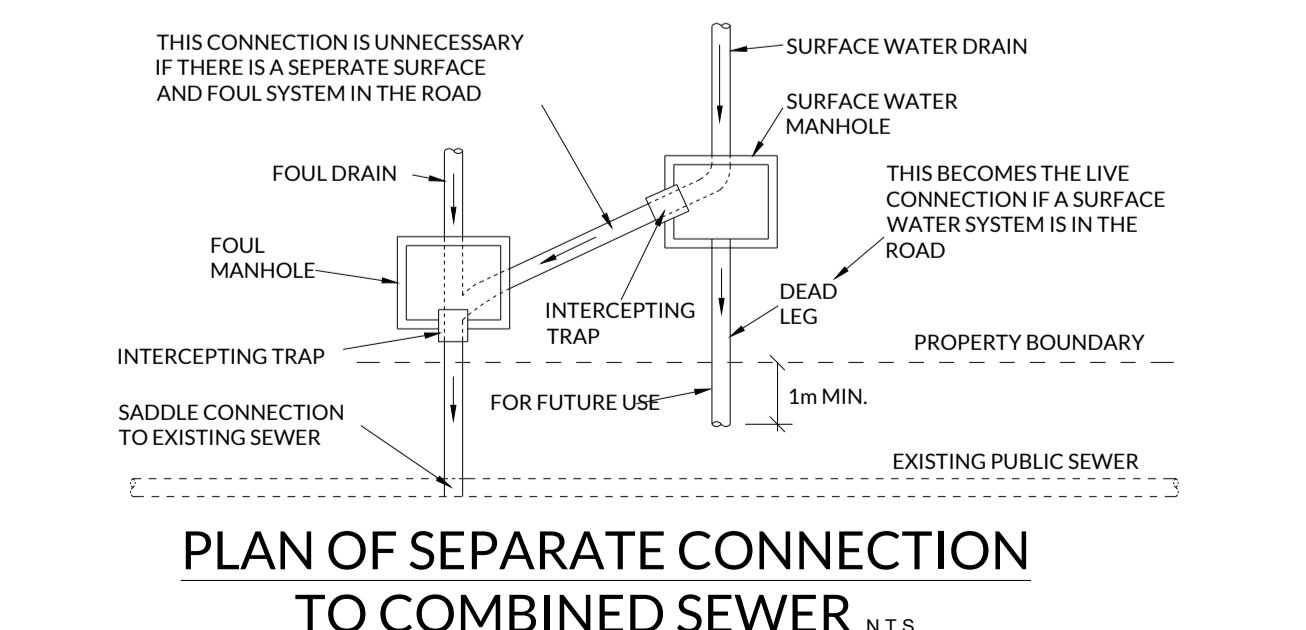 THIS CONNECTION IS UNNECESSARY
IF THERE IS A SEPERATE SURFACE
AND FOUL SYSTEM IN THE ROAD
SURFACE WATER DRAIN
SURFACE WATER
MANHOLE
FOUL DRAIN
THIS BECOMES THE LIVE
CONNECTION IF A SURFACE
WATER SYSTEM IS IN THE
ROAD
FOUL
MANHOLE
INTERCEPTING
TRAP
DEAD
LEG
INTERCEPTING TRAP
PROPERTY BOUNDARY
FOR FUTURE USE
1m MIN.
SADDLE CONNECTION
TO EXISTING SEWER
EXISTING PUBLIC SEWER
PLAN OF SEPARATE CONNECTION
TO COMBINED SEWER N.T.S.